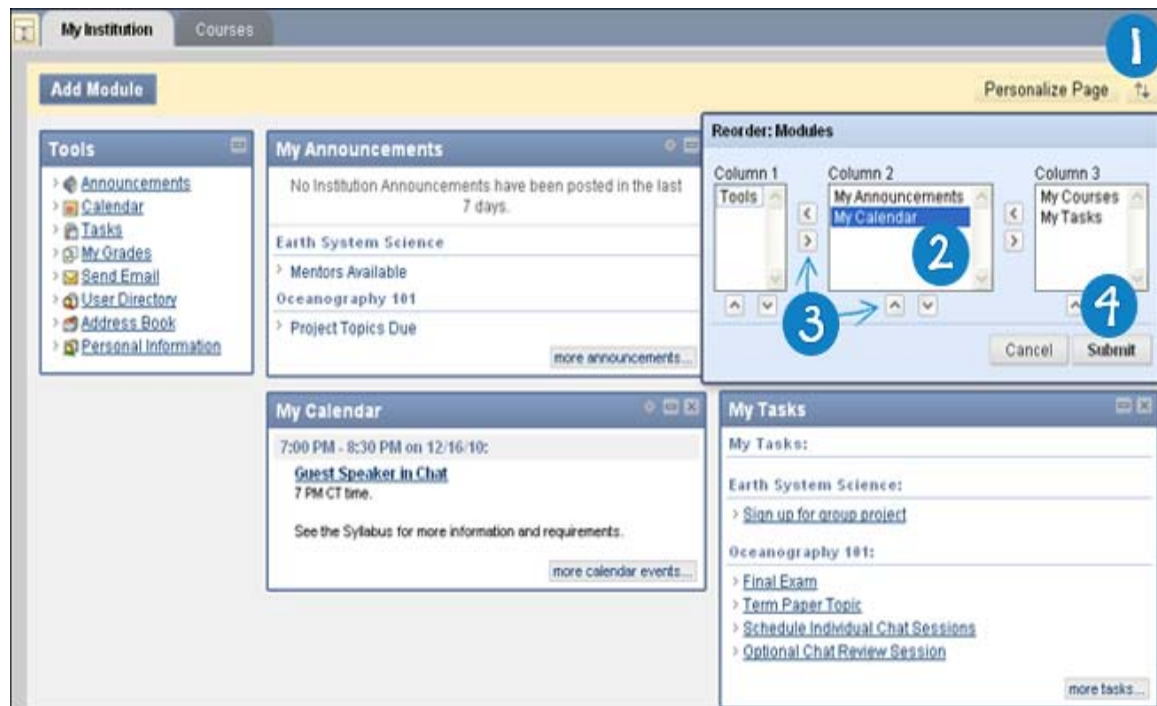 My Institution
Courses
1
Add Module
Personalize Page
Tools
Announcements
Calendar
Tasks
My Grades
Send Email
User Directory
Address Book
Personal Information
My Announcements
No Institution Announcements have been posted in the last
7 days.
Earth System Science
Mentors Available
Oceanography 101
Project Topics Due
more announcements...
Reorder: Modules
Column 1
Tools
Column 2
My Announcements
My Calendar
2
Column 3
My Courses
My Tasks
3
4
Cancel
Submit
My Calendar
7:00 PM - 8:30 PM on 12/16/10:
Guest Speaker in Chat
7 PM CT time.
See the Syllabus for more information and requirements.
more calendar events...
My Tasks
My Tasks:
Earth System Science:
Sign up for group project
Oceanography 101:
Final Exam
Term Paper Topic
Schedule Individual Chat Sessions
Optional Chat Review Session
more tasks...